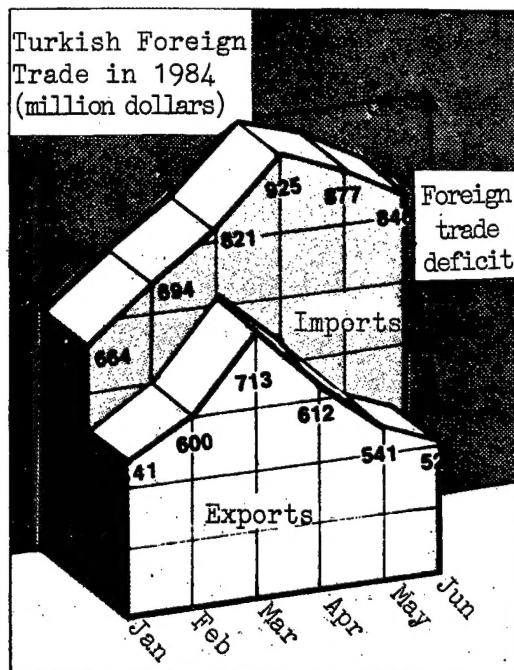 Turkish Foreign
Trade in 1984
(million dollars)
925
877
821
Foreign
trade
deficit
694
Imports
664
713
612
600
541
41
52
Exports
Jan
Feb
Mar
Apr
May
Jun